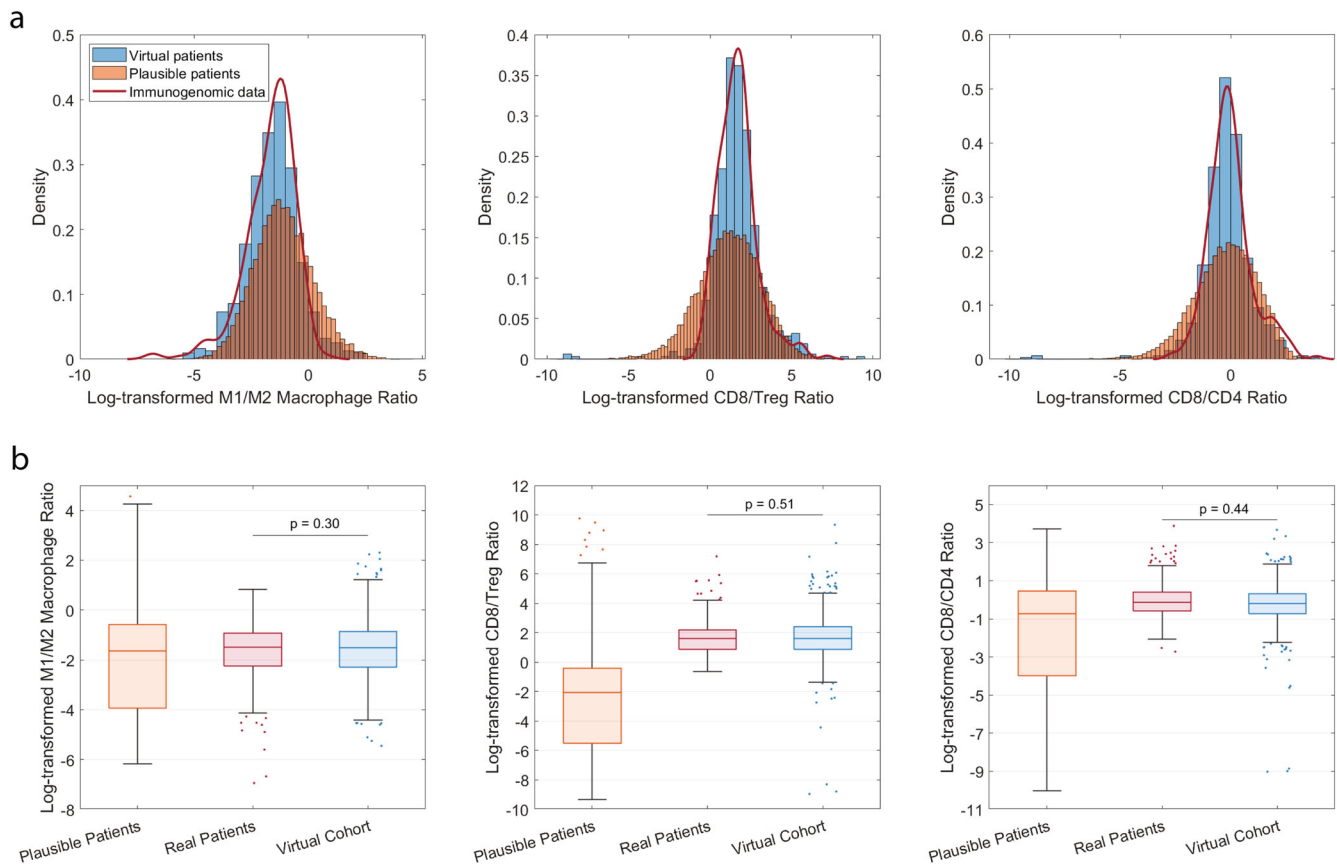 a
0.5
0.4
0.3
0.2
0.1
0
Density
Virtual patients
Plausible patients
Immunogenomic data
-10
-5
0
5
Log-transformed M1/M2 Macrophage Ratio
0.4
0.35
0.3
0.25
0.2
0.15
0.1
0.05
0
Density
-10
-5
0
5
10
Log-transformed CD8/Treg Ratio
0.6
0.5
0.4
0.3
0.2
0.1
0
Density
-10
-5
0
Log-transformed CD8/CD4 Ratio
b
4
2
0
-2
-4
-6
-8
Log-transformed M1/M2 Macrophage Ratio
p = 0.30
Plausible Patients
Real Patients
Virtual Cohort
12
10
8
6
4
2
0
-2
-4
-6
-8
-10
Log-transformed CD8/Treg Ratio
p = 0.51
Plausible Patients
Real Patients
Virtual Cohort
5
3
1
-1
-3
-5
-7
-9
-11
Log-transformed CD8/CD4 Ratio
p = 0.44
Plausible Patients
Real Patients
Virtual Cohort